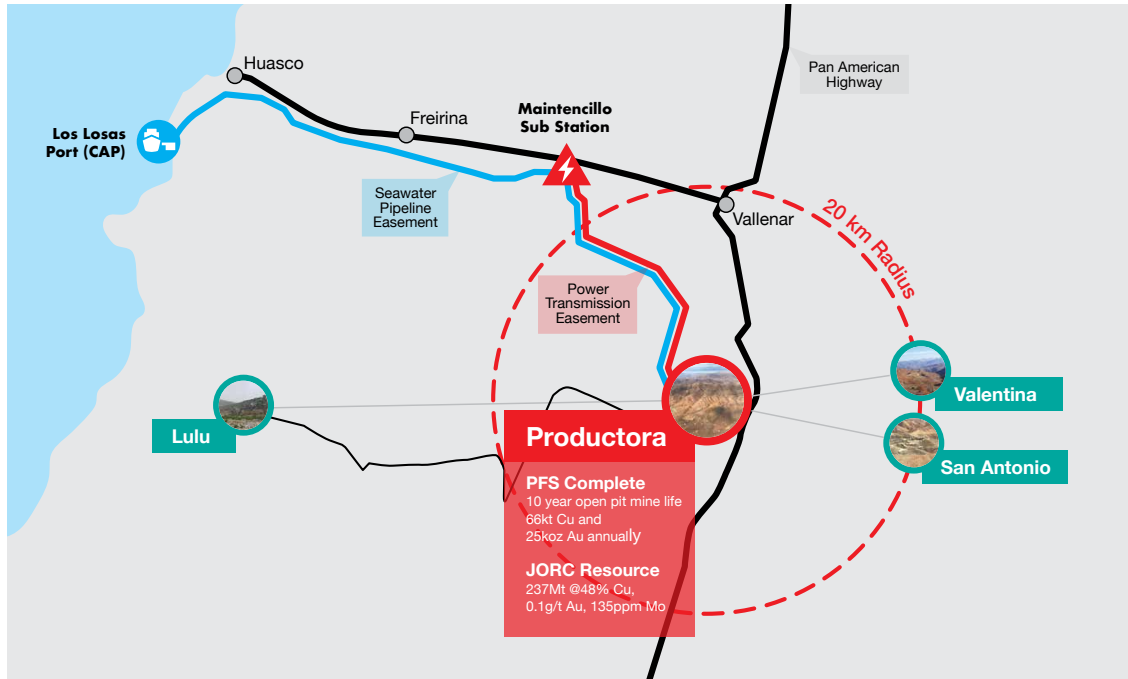 Huasco
Pan American
Highway
Freirina
Maintencillo
Sub Station
Los Losas
Port (CAP)
Seawater
Pipeline
Easement
Vallenar
20 km Radius
Power
Transmission
Easement
Valentina
Lulu
Productora
San Antonio
PFS Complete
10 year open pit mine life
66kt Cu and
25koz Au annually
JORC Resource
237Mt @48% Cu,
0.1g/t Au, 135ppm Mo